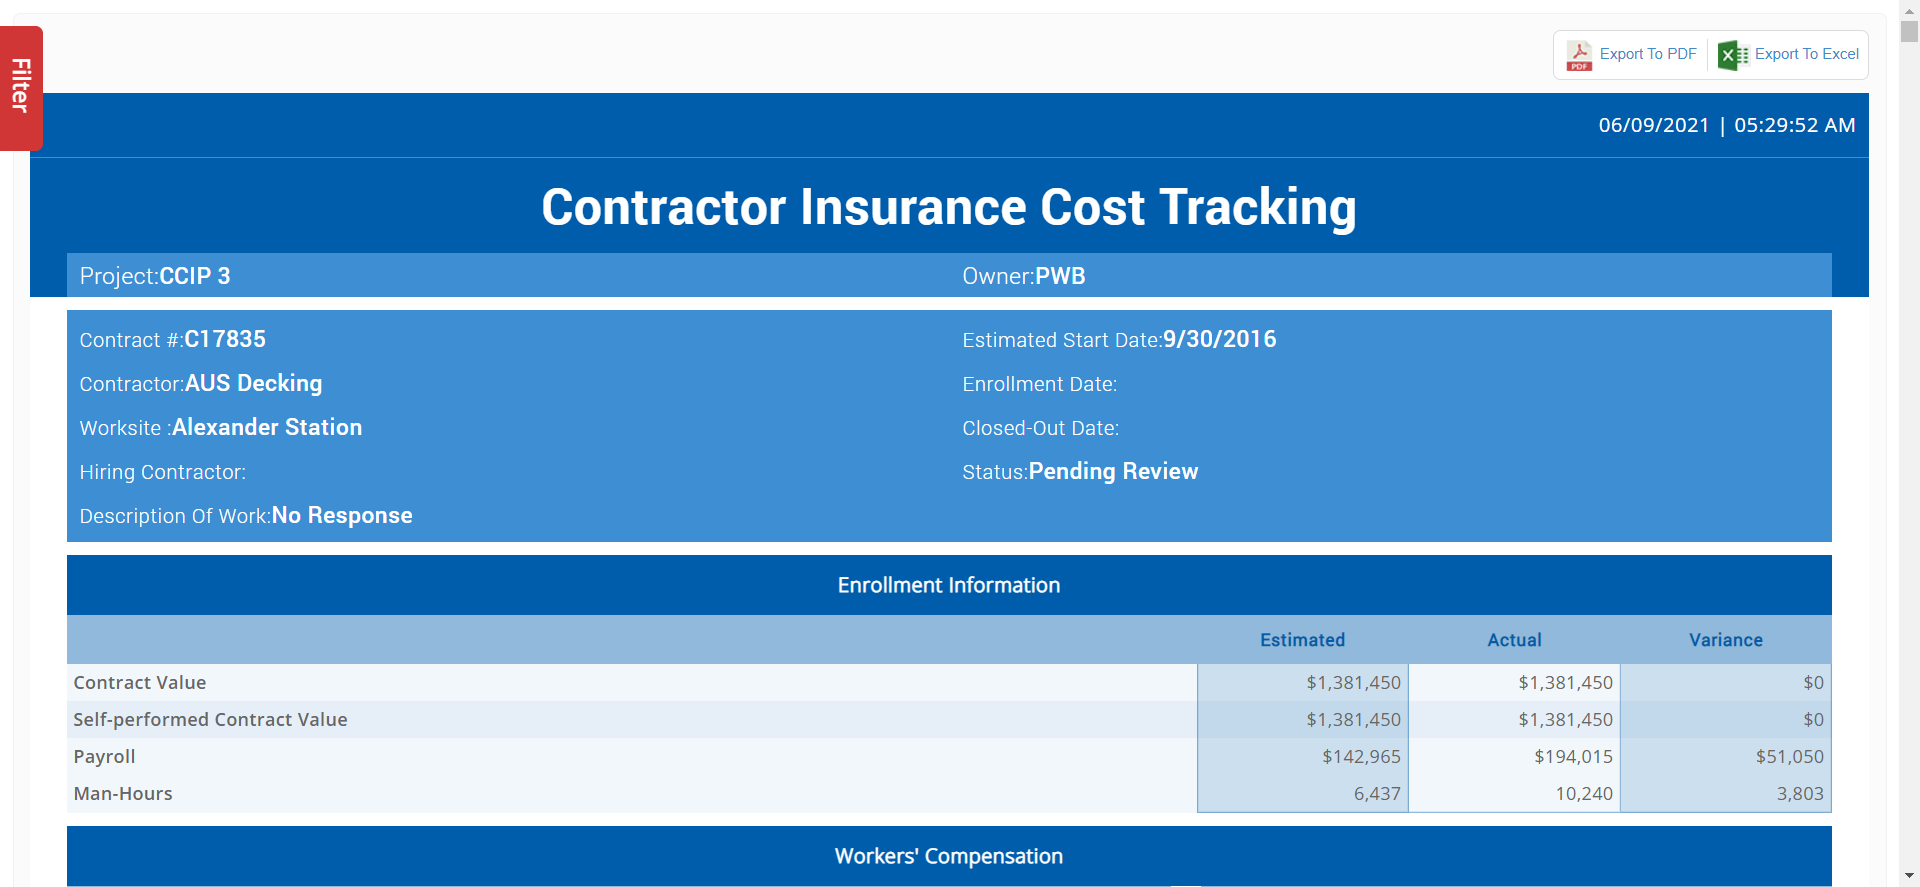 Filter
Export To PDF
Export To Excel
06/09/2021 | 05:29:52 AM
Contractor Insurance Cost Tracking
Project:CCIP 3 Owner:PWB
Contract #:C17835 Estimated Start Date:9/30/2016
Contractor:AUS Decking Enrollment Date:
Worksite :Alexander Station Closed-Out Date:
Hiring Contractor: Status:Pending Review
Description Of Work:No Response
Enrollment Information
Estimated Actual Variance
Contract Value $1,381,450 $1,381,450 $0
Self-performed Contract Value $1,381,450 $1,381,450 $0
Payroll $142,965 $194,015 $51,050
Man-Hours 6,437 10,240 3,803
Workers' Compensation